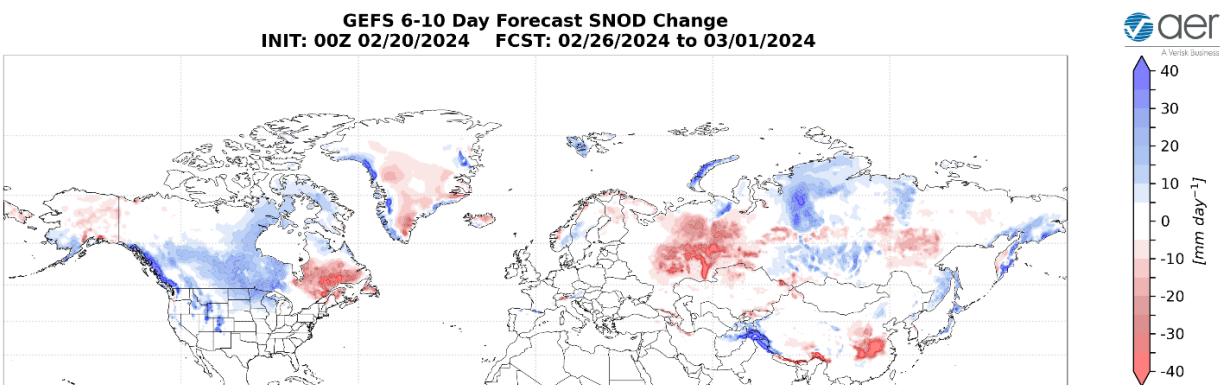 GEFS 6-10 Day Forecast SNOD Change
INIT: 00Z 02/20/2024    FCST: 02/26/2024 to 03/01/2024
aer
A Verisk Business
40
30
20
10
0
-10
-20
-30
-40
[mm day⁻¹]